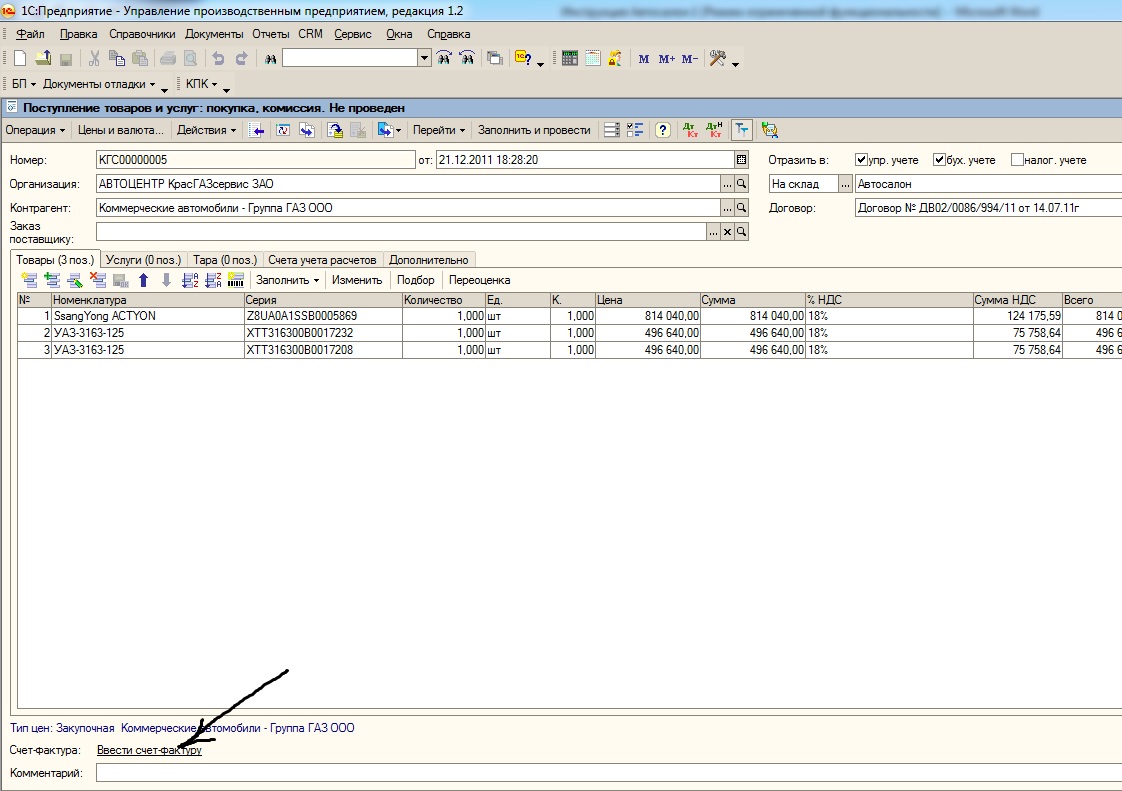 1С:Предприятие - Управление производственным предприятием, редакция 1.2
Файл Правка Справочники Документы Отчеты CRM Сервис Окна Справка
M M+ M-
БП Документы отладки КПК
Поступление товаров и услуг: покупка, комиссия. Не проведен
Операция Цены и валюта... Действия Перейти Заполнить и провести
Номер: КГС00000005 от: 21.12.2011 18:28:20 Отразить в: упр. учете бух. учете налог. учете
Организация: АВТОЦЕНТР КрасГАЗсервис ЗАО На склад ... Автосалон
Контрагент: Коммерческие автомобили - Группа ГАЗ ООО Договор: Договор № ДВ02/0086/994/11 от 14.07.11г
Заказ
поставщику:
Товары (3 поз.) Услуги (0 поз.) Тара (0 поз.) Счета учета расчетов Дополнительно
Заполнить Изменить Подбор Переоценка
№ Номенклатура Серия Количество Ед. К. Цена Сумма % НДС Сумма НДС Всего
1 SsangYong ACTYON Z8UA0A1SSB0005869 1,000 шт 1,000 814 040,00 814 040,00 18% 124 175,59 814 0
2 УАЗ-3163-125 XTT316300B0017232 1,000 шт 1,000 496 640,00 496 640,00 18% 75 758,64 496 6
3 УАЗ-3163-125 XTT316300B0017208 1,000 шт 1,000 496 640,00 496 640,00 18% 75 758,64 496 6
Тип цен: Закупочная Коммерческие автомобили - Группа ГАЗ ООО
Счет-фактура: Ввести счет-фактуру
Комментарий: